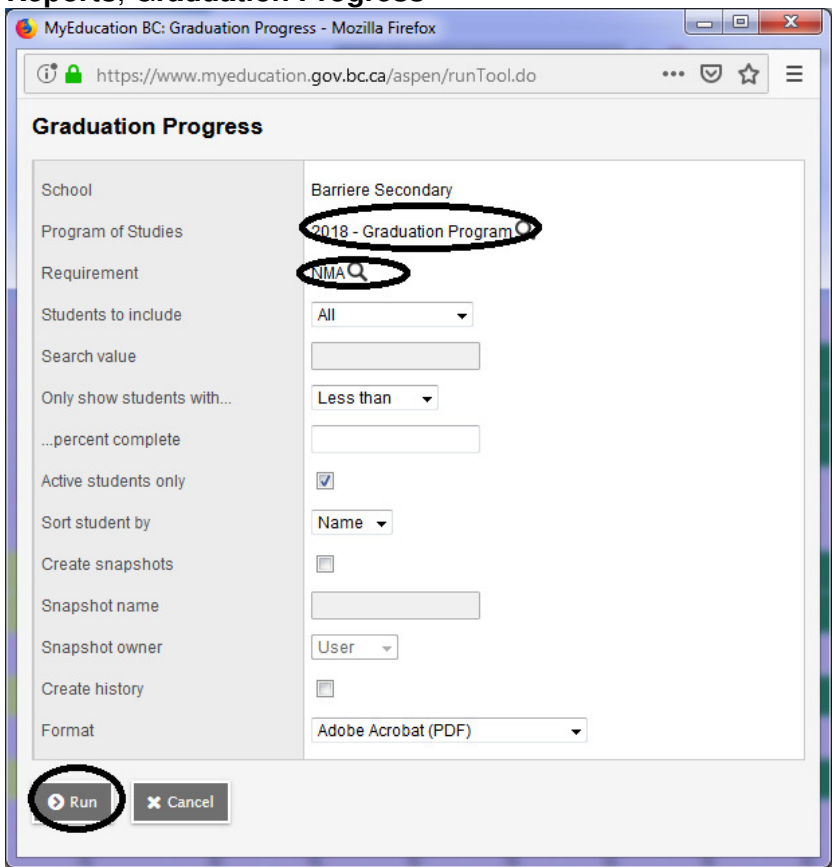 Reports, Graduation Progress
MyEducation BC: Graduation Progress - Mozilla Firefox
https://www.myeducation.gov.bc.ca/aspen/runTool.do
Graduation Progress
School Barriere Secondary
Program of Studies 2018 - Graduation Program
Requirement NMA
Students to include All
Search value
Only show students with... Less than
...percent complete
Active students only
Sort student by Name
Create snapshots
Snapshot name
Snapshot owner User
Create history
Format Adobe Acrobat (PDF)
Run Cancel